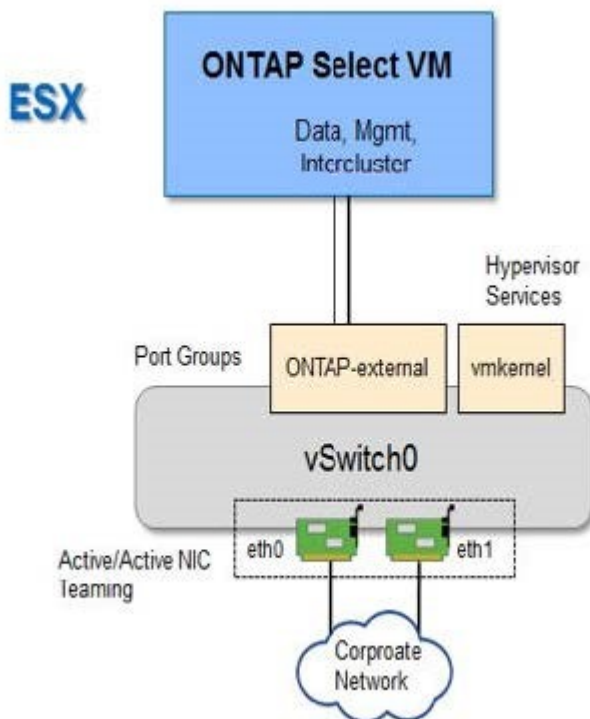 ONTAP Select VM
ESX
Data, Mgmt,
Intercluster
Hypervisor
Services
Port Groups
ONTAP-external
vmkernel
vSwitch0
eth0
eth1
Active/Active NIC
Teaming
Corproate
Network